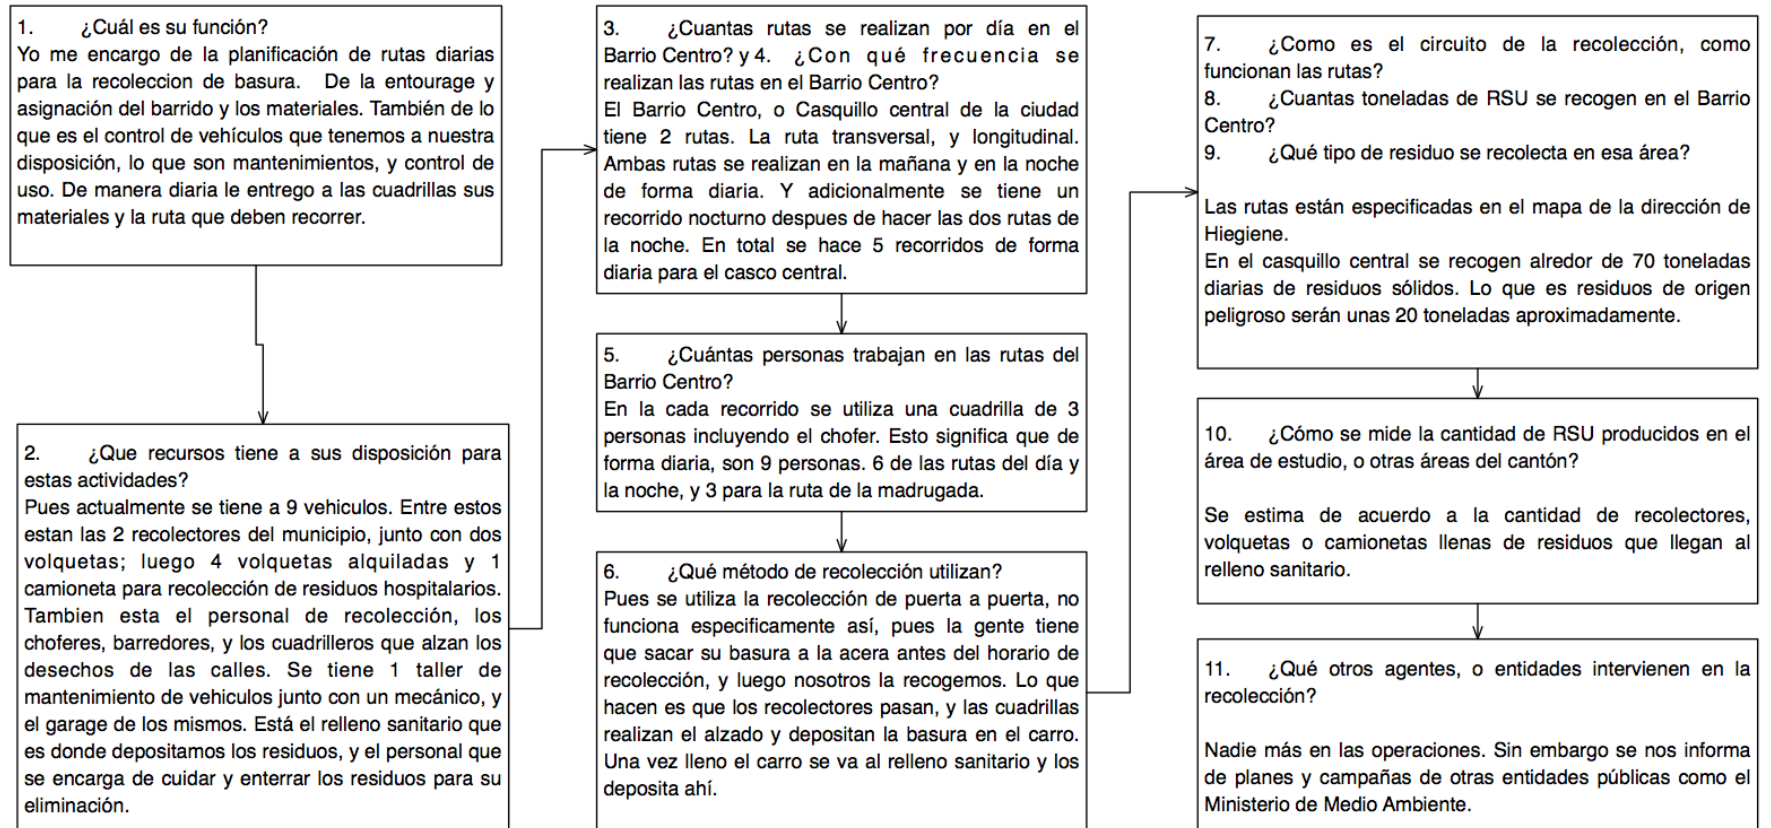 1. ¿Cuál es su función?
Yo me encargo de la planificación de rutas diarias
para la recoleccion de basura. De la entourage y
asignación del barrido y los materiales. También de lo
que es el control de vehículos que tenemos a nuestra
disposición, lo que son mantenimientos, y control de
uso. De manera diaria le entrego a las cuadrillas sus
materiales y la ruta que deben recorrer.
2. ¿Que recursos tiene a sus disposición para
estas actividades?
Pues actualmente se tiene a 9 vehiculos. Entre estos
estan las 2 recolectores del municipio, junto con dos
volquetas; luego 4 volquetas alquiladas y 1
camioneta para recolección de residuos hospitalarios.
Tambien esta el personal de recolección, los
choferes, barredores, y los cuadrilleros que alzan los
desechos de las calles. Se tiene 1 taller de
mantenimiento de vehiculos junto con un mecánico, y
el garage de los mismos. Está el relleno sanitario que
es donde depositamos los residuos, y el personal que
se encarga de cuidar y enterrar los residuos para su
eliminación.
3. ¿Cuantas rutas se realizan por día en el
Barrio Centro? y 4. ¿Con qué frecuencia se
realizan las rutas en el Barrio Centro?
El Barrio Centro, o Casquillo central de la ciudad
tiene 2 rutas. La ruta transversal, y longitudinal.
Ambas rutas se realizan en la mañana y en la noche
de forma diaria. Y adicionalmente se tiene un
recorrido nocturno despues de hacer las dos rutas de
la noche. En total se hace 5 recorridos de forma
diaria para el casco central.
5. ¿Cuántas personas trabajan en las rutas del
Barrio Centro?
En la cada recorrido se utiliza una cuadrilla de 3
personas incluyendo el chofer. Esto significa que de
forma diaria, son 9 personas. 6 de las rutas del día y
la noche, y 3 para la ruta de la madrugada.
6. ¿Qué método de recolección utilizan?
Pues se utiliza la recolección de puerta a puerta, no
funciona especificamente así, pues la gente tiene
que sacar su basura a la acera antes del horario de
recolección, y luego nosotros la recogemos. Lo que
hacen es que los recolectores pasan, y las cuadrillas
realizan el alzado y depositan la basura en el carro.
Una vez lleno el carro se va al relleno sanitario y los
deposita ahí.
7. ¿Como es el circuito de la recolección, como
funcionan las rutas?
8. ¿Cuantas toneladas de RSU se recogen en el Barrio
Centro?
9. ¿Qué tipo de residuo se recolecta en esa área?
Las rutas están especificadas en el mapa de la dirección de
Hiegiene.
En el casquillo central se recogen alredor de 70 toneladas
diarias de residuos sólidos. Lo que es residuos de origen
peligroso serán unas 20 toneladas aproximadamente.
10. ¿Cómo se mide la cantidad de RSU producidos en el
área de estudio, o otras áreas del cantón?
Se estima de acuerdo a la cantidad de recolectores,
volquetas o camionetas llenas de residuos que llegan al
relleno sanitario.
11. ¿Qué otros agentes, o entidades intervienen en la
recolección?
Nadie más en las operaciones. Sin embargo se nos informa
de planes y campañas de otras entidades públicas como el
Ministerio de Medio Ambiente.